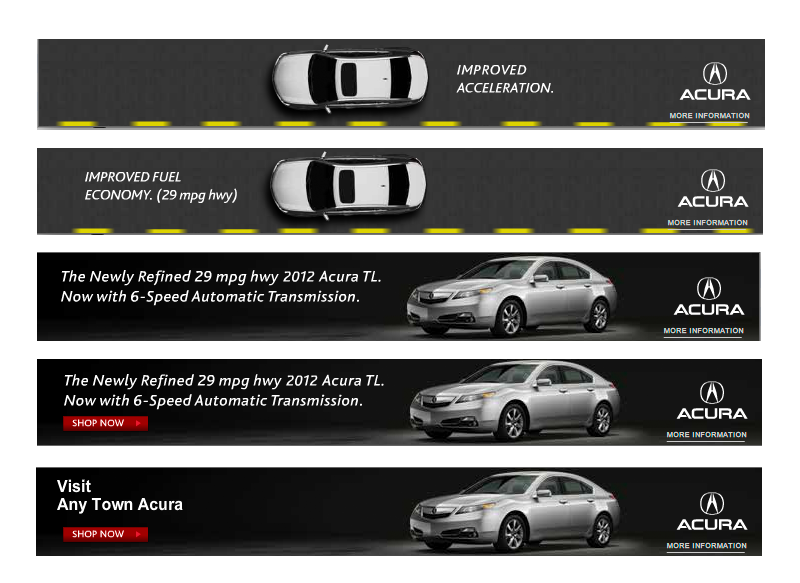 IMPROVED
ACCELERATION.
ACURA
MORE INFORMATION
IMPROVED FUEL
ECONOMY. (29 mpg hwy)
ACURA
MORE INFORMATION
The Newly Refined 29 mpg hwy 2012 Acura TL.
Now with 6-Speed Automatic Transmission.
ACURA
MORE INFORMATION
The Newly Refined 29 mpg hwy 2012 Acura TL.
Now with 6-Speed Automatic Transmission.
SHOP NOW
ACURA
MORE INFORMATION
Visit
Any Town Acura
SHOP NOW
ACURA
MORE INFORMATION